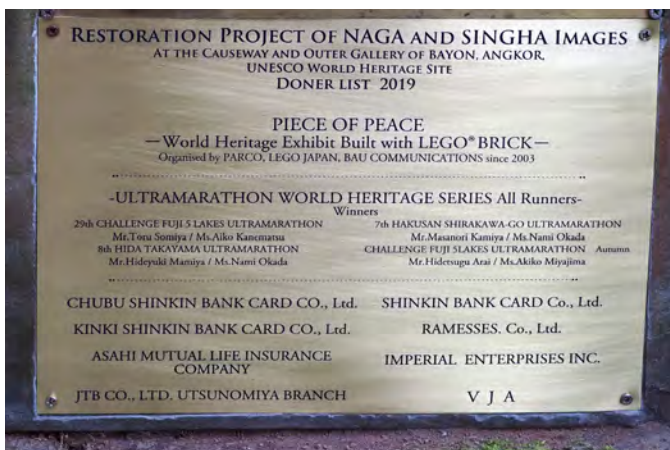 RESTORATION PROJECT OF NAGA AND SINGHA IMAGES
AT THE CAUSEWAY AND OUTER GALLERY OF BAYON, ANGKOR,
UNESCO WORLD HERITAGE SITE
DONER LIST 2019
PIECE OF PEACE
—World Heritage Exhibit Built with LEGO® BRICK—
Organised by PARCO, LEGO JAPAN, BAU COMMUNICATIONS since 2003
-ULTRAMARATHON WORLD HERITAGE SERIES All Runners-
Winners
29th CHALLENGE FUJI 5 LAKES ULTRAMARATHON
Mr.Toru Somiya / Ms.Aiko Kanematsu
8th HIDA TAKAYAMA ULTRAMARATHON
Mr.Hideyuki Mamiya / Ms.Nami Okada
7th HAKUSAN SHIRAKAWA-GO ULTRAMARATHON
Mr.Masanori Kamiya / Ms.Nami Okada
CHALLENGE FUJI 5LAKES ULTRAMARATHON Autumn
Mr.Hidetsugu Arai / Ms.Akiko Miyajima
CHUBU SHINKIN BANK CARD CO., Ltd.
SHINKIN BANK CARD Co., Ltd.
KINKI SHINKIN BANK CARD CO., Ltd.
RAMESSES. Co., Ltd.
ASAHI MUTUAL LIFE INSURANCE
COMPANY
IMPERIAL ENTERPRISES INC.
JTB CO., LTD. UTSUNOMIYA BRANCH
V J A